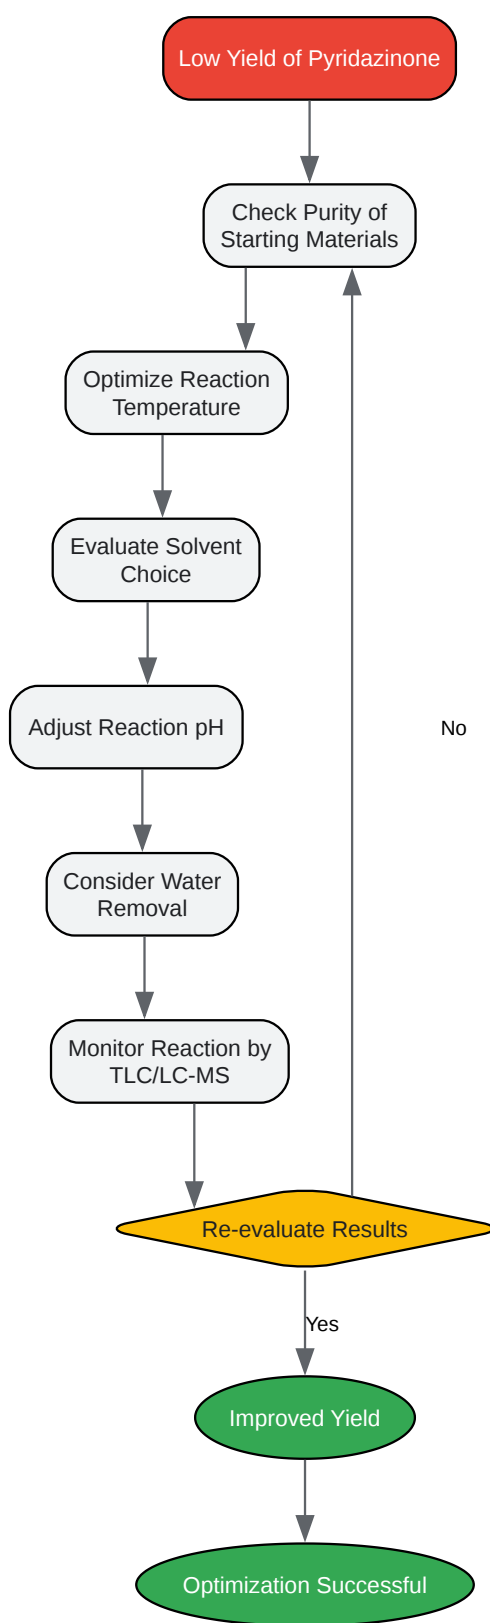 Low Yield of Pyridazinone
Check Purity of
Starting Materials
Optimize Reaction
Temperature
Evaluate Solvent
Choice
Adjust Reaction pH
No
Consider Water
Removal
Monitor Reaction by
TLC/LC-MS
Re-evaluate Results
Yes
Improved Yield
Optimization Successful